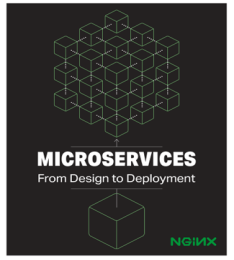 MICROSERVICES
From Design to Deployment
NGINX